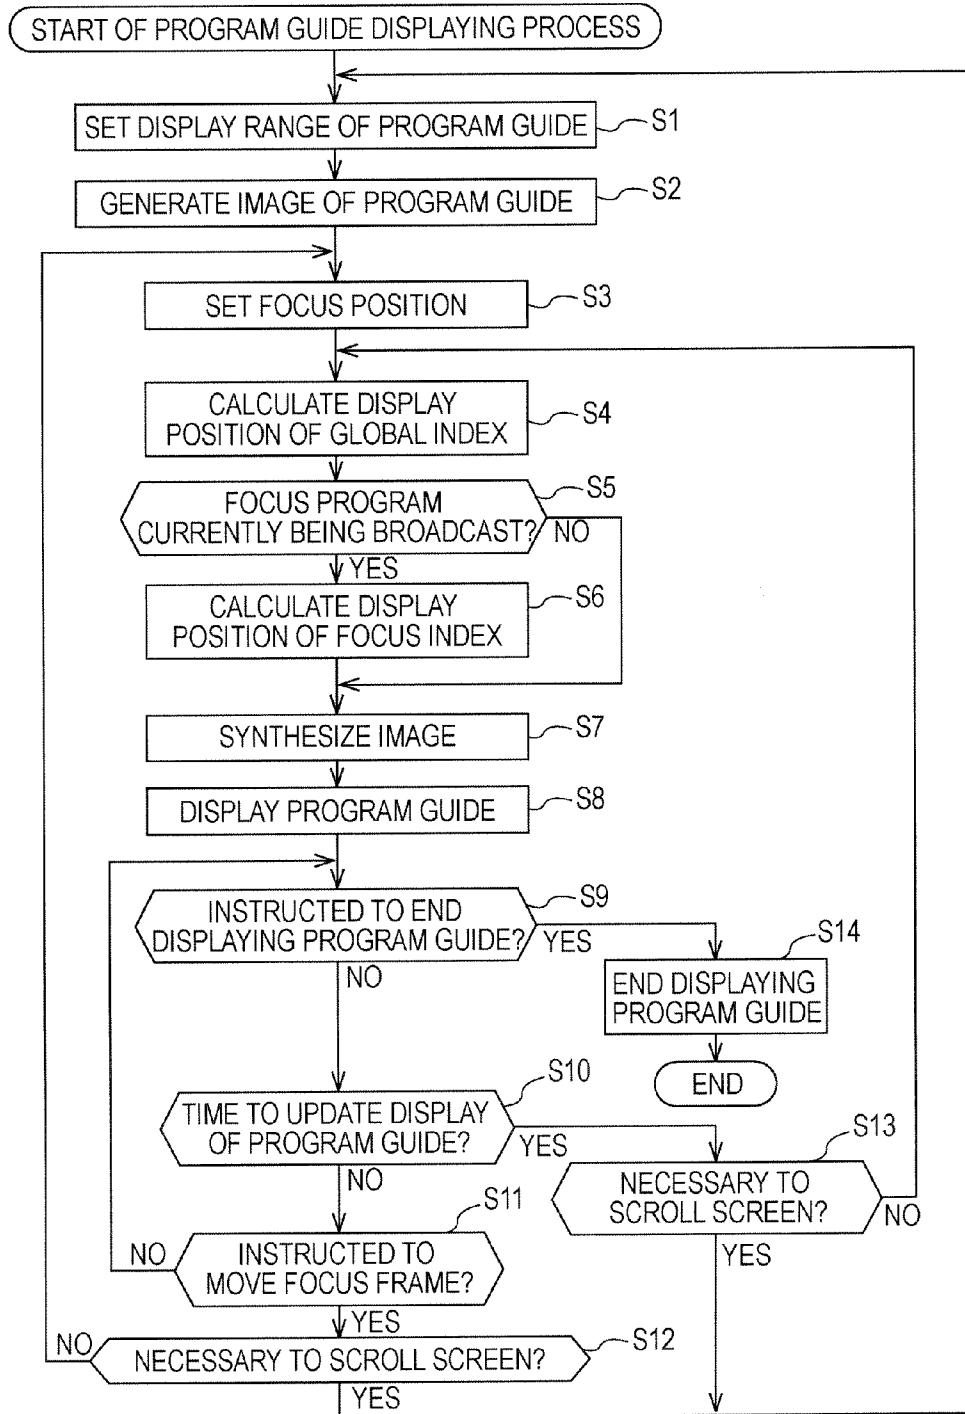 START OF PROGRAM GUIDE DISPLAYING PROCESS
SET DISPLAY RANGE OF PROGRAM GUIDE
S1
GENERATE IMAGE OF PROGRAM GUIDE
S2
SET FOCUS POSITION
S3
CALCULATE DISPLAY
POSITION OF GLOBAL INDEX
S4
FOCUS PROGRAM
CURRENTLY BEING BROADCAST?
S5
NO
YES
CALCULATE DISPLAY
POSITION OF FOCUS INDEX
S6
SYNTHESIZE IMAGE
S7
DISPLAY PROGRAM GUIDE
S8
INSTRUCTED TO END
DISPLAYING PROGRAM GUIDE?
S9
YES
NO
END DISPLAYING
PROGRAM GUIDE
S14
END
TIME TO UPDATE DISPLAY
OF PROGRAM GUIDE?
S10
YES
NO
NECESSARY TO
SCROLL SCREEN?
S13
NO
YES
INSTRUCTED TO
MOVE FOCUS FRAME?
S11
NO
YES
NECESSARY TO SCROLL SCREEN?
S12
NO
YES